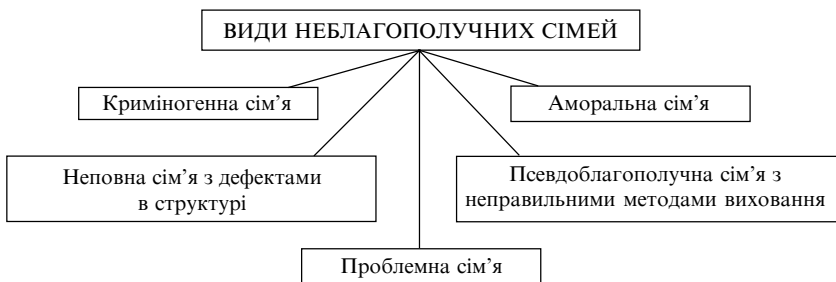 ВИДИ НЕБЛАГОПОЛУЧНИХ СІМЕЙ
Криміногенна сім’я
Аморальна сім’я
Неповна сім’я з дефектами
в структурі
Псевдоблагополучна сім’я з
неправильними методами виховання
Проблемна сім’я